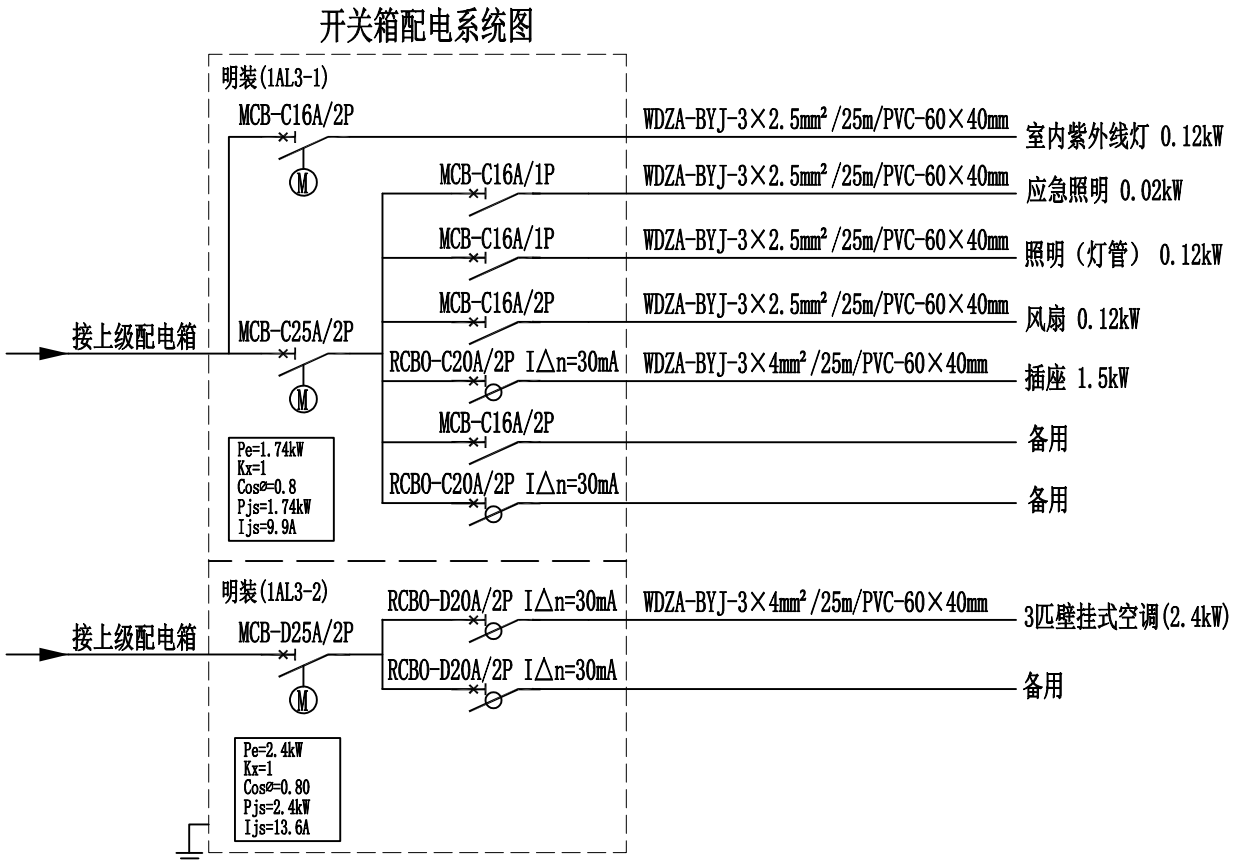 开关箱配电系统图
明装(1AL3-1)
MCB-C16A/2P
WDZA-BYJ-3×2.5mm²/25m/PVC-60×40mm
室内紫外线灯 0.12kW
M
MCB-C16A/1P
WDZA-BYJ-3×2.5mm²/25m/PVC-60×40mm
应急照明 0.02kW
MCB-C16A/1P
WDZA-BYJ-3×2.5mm²/25m/PVC-60×40mm
照明（灯管） 0.12kW
MCB-C16A/2P
WDZA-BYJ-3×2.5mm²/25m/PVC-60×40mm
风扇 0.12kW
接上级配电箱
MCB-C25A/2P
M
RCBO-C20A/2P I△n=30mA
WDZA-BYJ-3×4mm²/25m/PVC-60×40mm
插座 1.5kW
MCB-C16A/2P
备用
RCBO-C20A/2P I△n=30mA
备用
Pe=1.74kW
Kx=1
Cosø=0.8
Pjs=1.74kW
Ijs=9.9A
明装(1AL3-2)
RCBO-D20A/2P I△n=30mA
WDZA-BYJ-3×4mm²/25m/PVC-60×40mm
3匹壁挂式空调(2.4kW)
接上级配电箱
MCB-D25A/2P
M
RCBO-D20A/2P I△n=30mA
备用
Pe=2.4kW
Kx=1
Cosø=0.80
Pjs=2.4kW
Ijs=13.6A